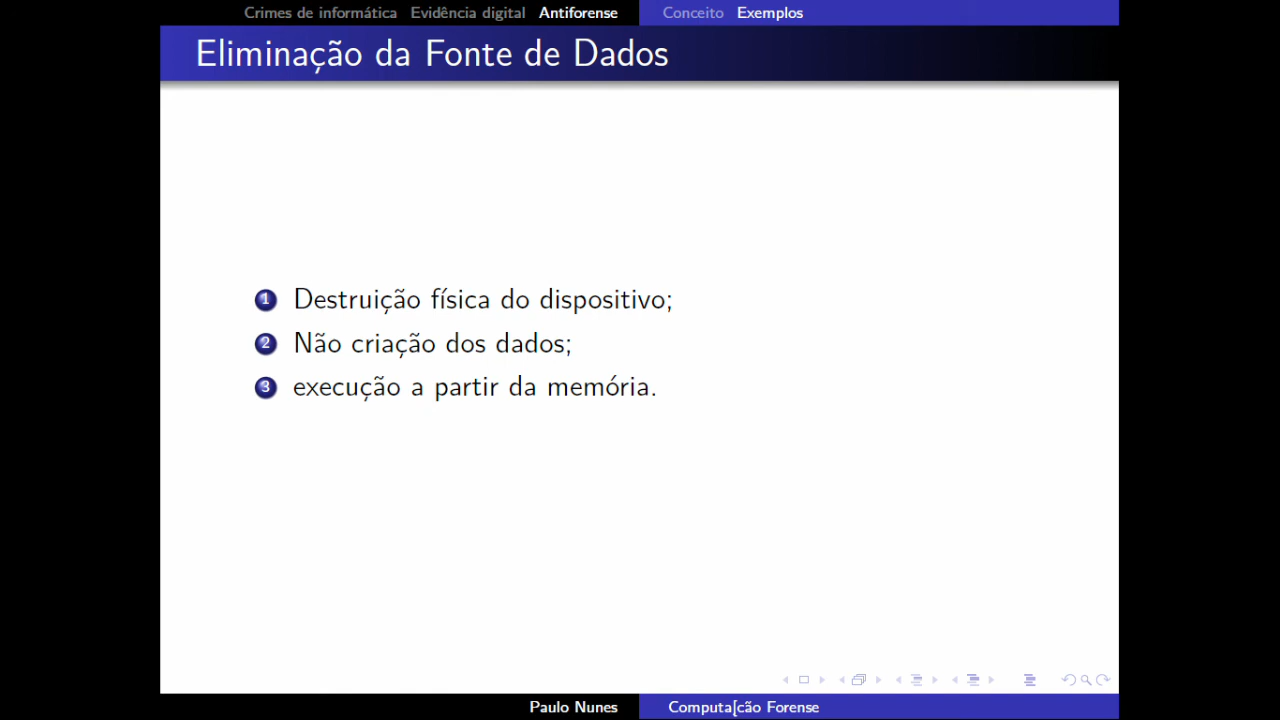 Crimes de informática Evidência digital Antiforense Conceito Exemplos
Eliminação da Fonte de Dados
1 Destruição física do dispositivo;
2 Não criação dos dados;
3 execução a partir da memória.
Paulo Nunes Computa[cão Forense